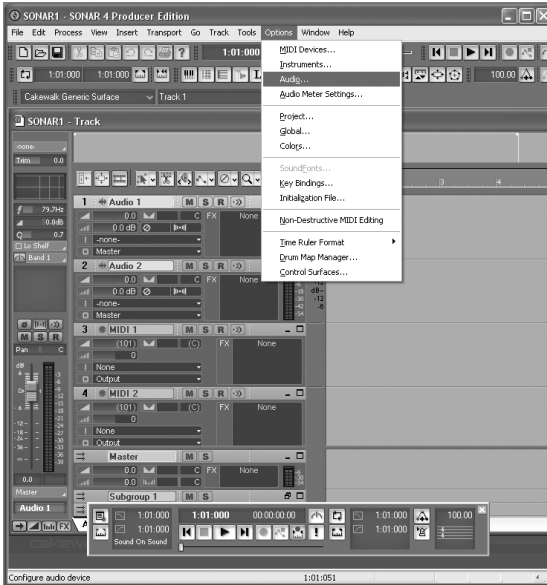 SONAR1 - SONAR 4 Producer Edition
File Edit Process View Insert Transport Go Track Tools Options Window Help
1:01:000
1:01:000 1:01:000 100.00
Cakewalk Generic Surface Track 1
MIDI Devices...
Instruments...
Audio...
Audio Meter Settings...
Project...
Global...
Colors...
SoundFonts...
Key Bindings...
Initialization File...
Non-Destructive MIDI Editing
Time Ruler Format
Drum Map Manager...
Control Surfaces...
SONAR1 - Track
-none-
Trim 0.0
79.7Hz
0.0dB
Q 0.7
Lo Shelf
Band 1
M S R
Pan C
dB
0.0
Master
Audio 1
FX
3 4
1 Audio 1 M S R
0.0 C FX None
0.0 dB
-none-
Master
2 Audio 2 M S R
0.0 C FX None
0.0 dB
-none-
Master
3 MIDI 1 M S R
(101) (C) FX None
0
None
Output
4 MIDI 2 M S R
(101) (C) FX None
0
None
Output
Master M S
0.0 C FX None
0.0 C
Subgroup 1 M S
1:01:000 1:01:000 00:00:00:00 1:01:000 100.00
1:01:000 1:01:000
Sound On Sound
Configure audio device 1:01:051